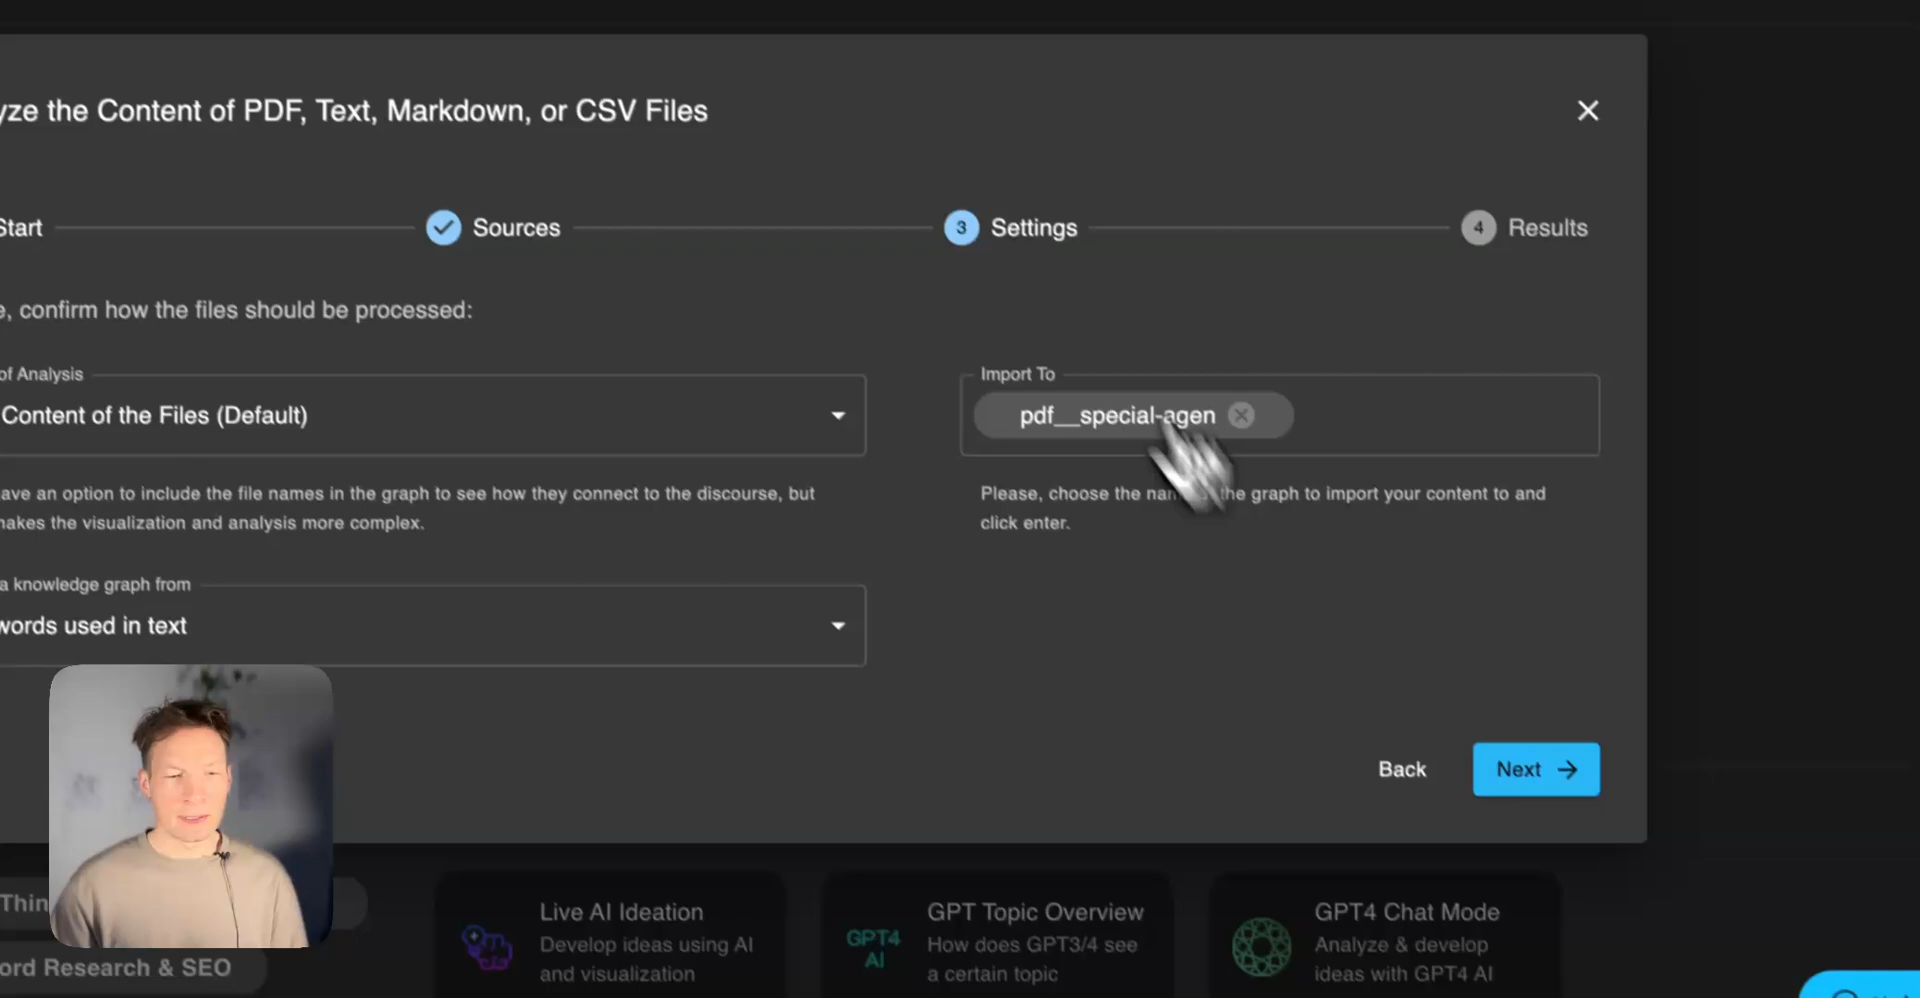 yze the Content of PDF, Text, Markdown, or CSV Files
Start
Sources
3 Settings
4 Results
e, confirm how the files should be processed:
of Analysis
Content of the Files (Default)
Import To
pdf__special-agen
ave an option to include the file names in the graph to see how they connect to the discourse, but
makes the visualization and analysis more complex.
Please, choose the the graph to import your content to and
click enter.
a knowledge graph from
words used in text
Back
Next
Thin
ord Research & SEO
Live AI Ideation
Develop ideas using AI
and visualization
GPT4
AI
GPT Topic Overview
How does GPT3/4 see
a certain topic
GPT4 Chat Mode
Analyze & develop
ideas with GPT4 AI